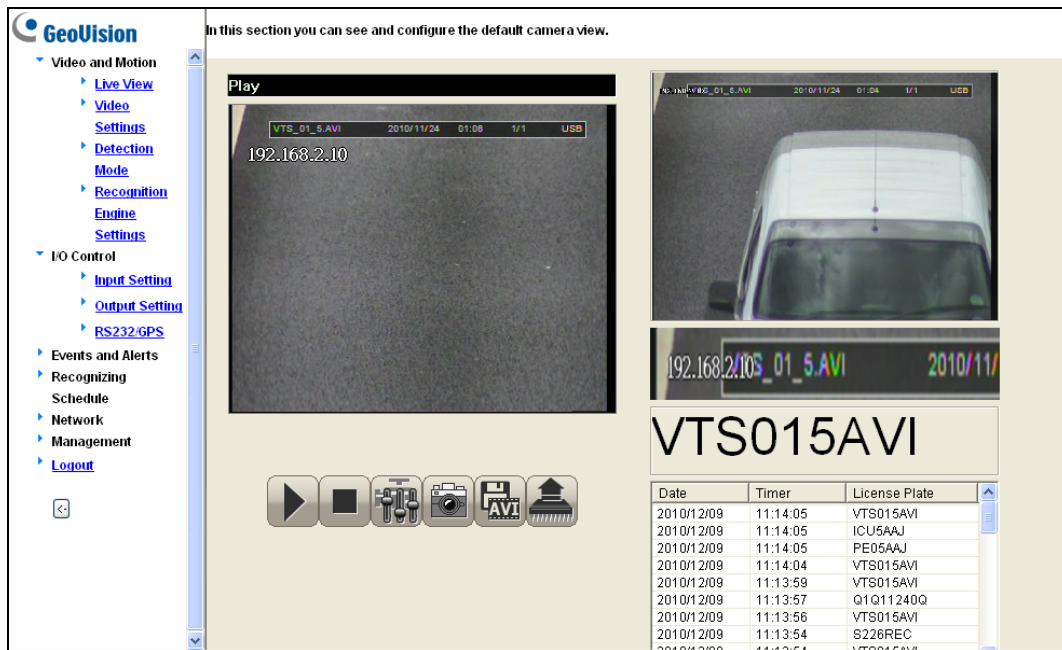 GeoVision
In this section you can see and configure the default camera view.
Video and Motion
Live View
Video
Settings
Detection
Mode
Recognition
Engine
Settings
I/O Control
Input Setting
Output Setting
RS232/GPS
Events and Alerts
Recognizing
Schedule
Network
Management
Logout
Play
VTS_01_5.AVI 2010/11/24 01:06 1/1 USB
192.168.2.10
AVI
2010/11/24 01:04 1/1 USB
192.168.2.10S_01_5.AVI 2010/11/
VTS015AVI
Date Timer License Plate
2010/12/09 11:14:05 VTS015AVI
2010/12/09 11:14:05 ICU5AAJ
2010/12/09 11:14:05 PE05AAJ
2010/12/09 11:14:04 VTS015AVI
2010/12/09 11:13:59 VTS015AVI
2010/12/09 11:13:57 Q1Q11240Q
2010/12/09 11:13:56 VTS015AVI
2010/12/09 11:13:54 S226REC